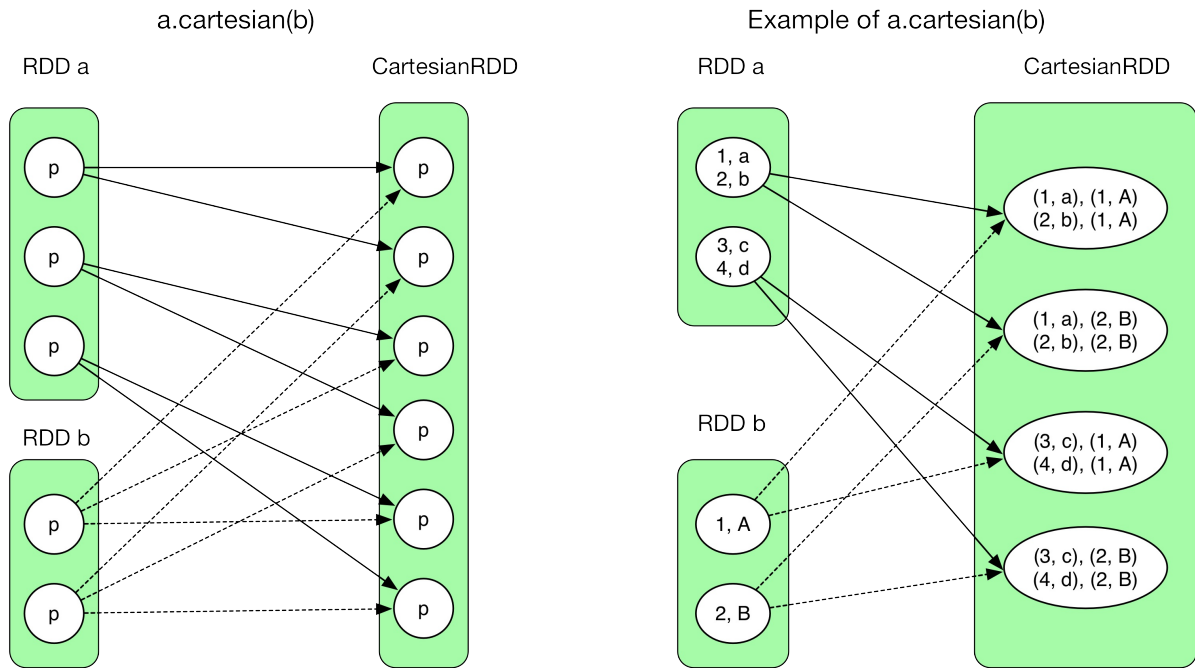 a.cartesian(b)
RDD a
CartesianRDD
p
p
p
RDD b
p
p
p
p
p
p
p
p
Example of a.cartesian(b)
RDD a
CartesianRDD
1, a
2, b
3, c
4, d
RDD b
1, A
2, B
(1, a), (1, A)
(2, b), (1, A)
(1, a), (2, B)
(2, b), (2, B)
(3, c), (1, A)
(4, d), (1, A)
(3, c), (2, B)
(4, d), (2, B)